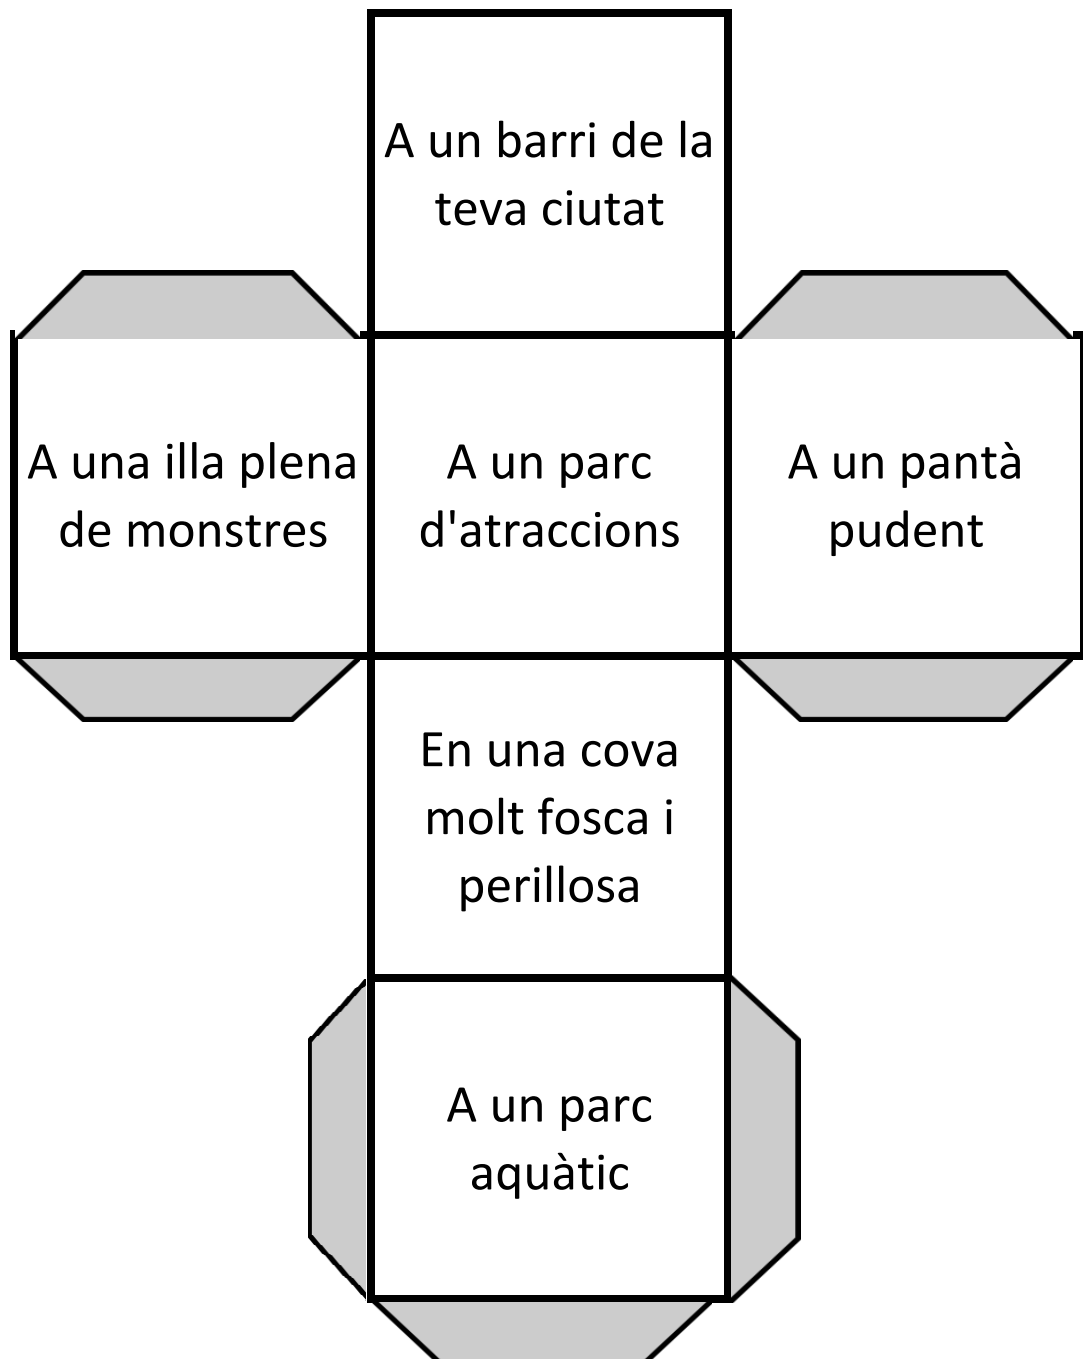 A un barri de la
teva ciutat
A una illa plena
de monstres
A un parc
d'atraccions
A un pantà
pudent
En una cova
molt fosca i
perillosa
A un parc
aquàtic